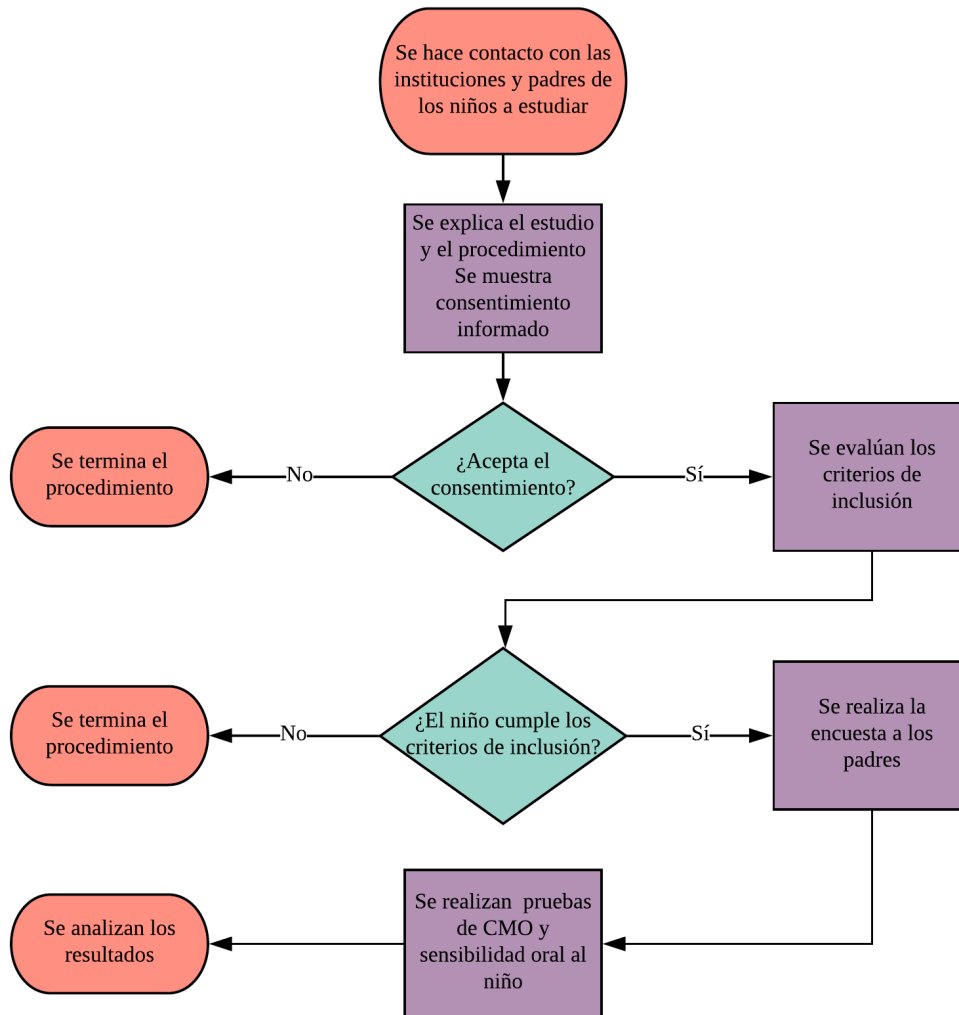 Se hace contacto con las
instituciones y padres de
los niños a estudiar
Se explica el estudio
y el procedimiento
Se muestra
consentimiento
informado
Se termina el
procedimiento
No
¿Acepta el
consentimiento?
Sí
Se evalúan los
criterios de
inclusión
Se termina el
procedimiento
No
¿El niño cumple los
criterios de inclusión?
Sí
Se realiza la
encuesta a los
padres
Se analizan los
resultados
Se realizan pruebas
de CMO y
sensibilidad oral al
niño